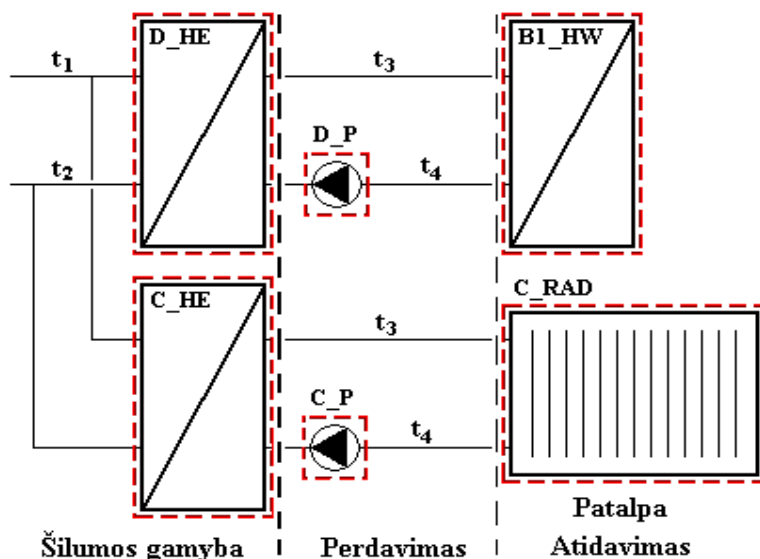 D_HE
B1_HW
t1
t3
D_P
t2
t4
C_HE
C_RAD
t3
C_P
t4
Patalpa
Šilumos gamyba
Perdavimas
Atidavimas